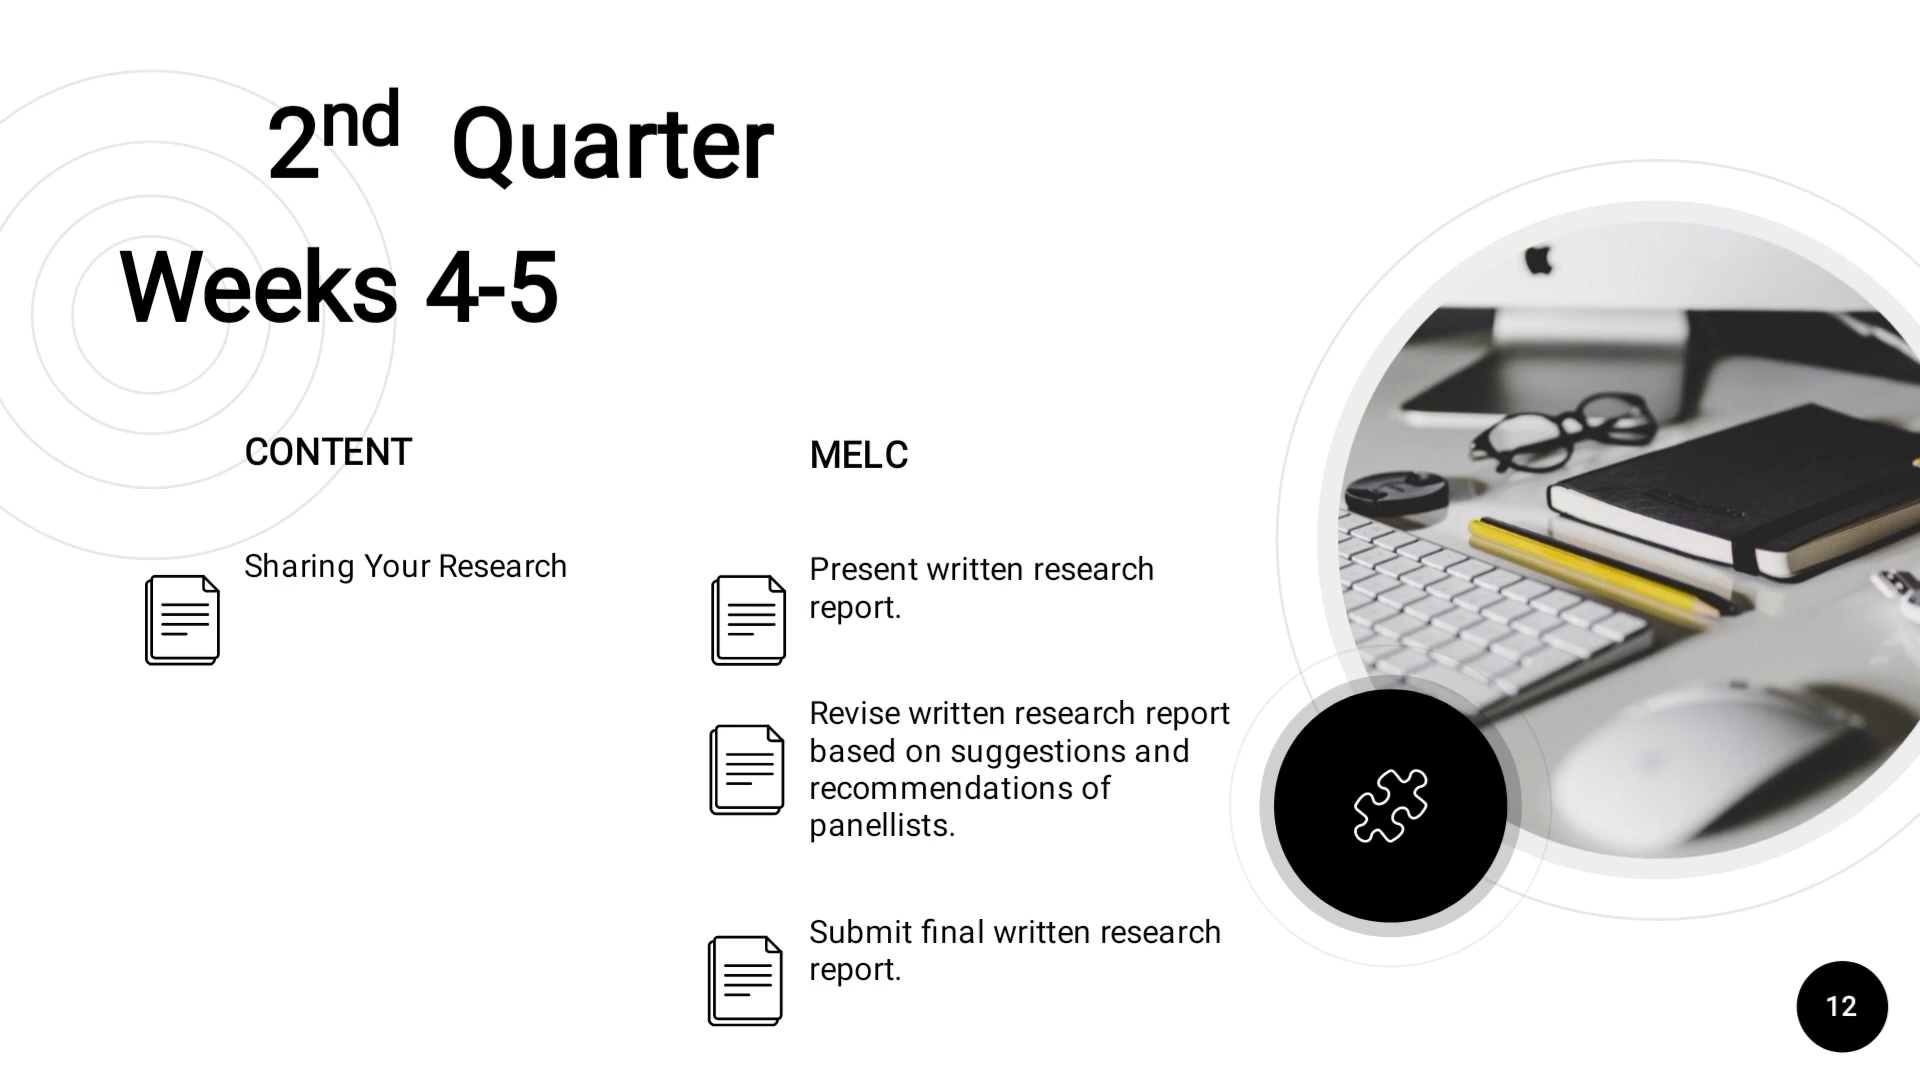 2nd Quarter
Weeks 4-5
CONTENT
Sharing Your Research
MELC
Present written research
report.
Revise written research report
based on suggestions and
recommendations of
panellists.
Submit final written research
report.
12